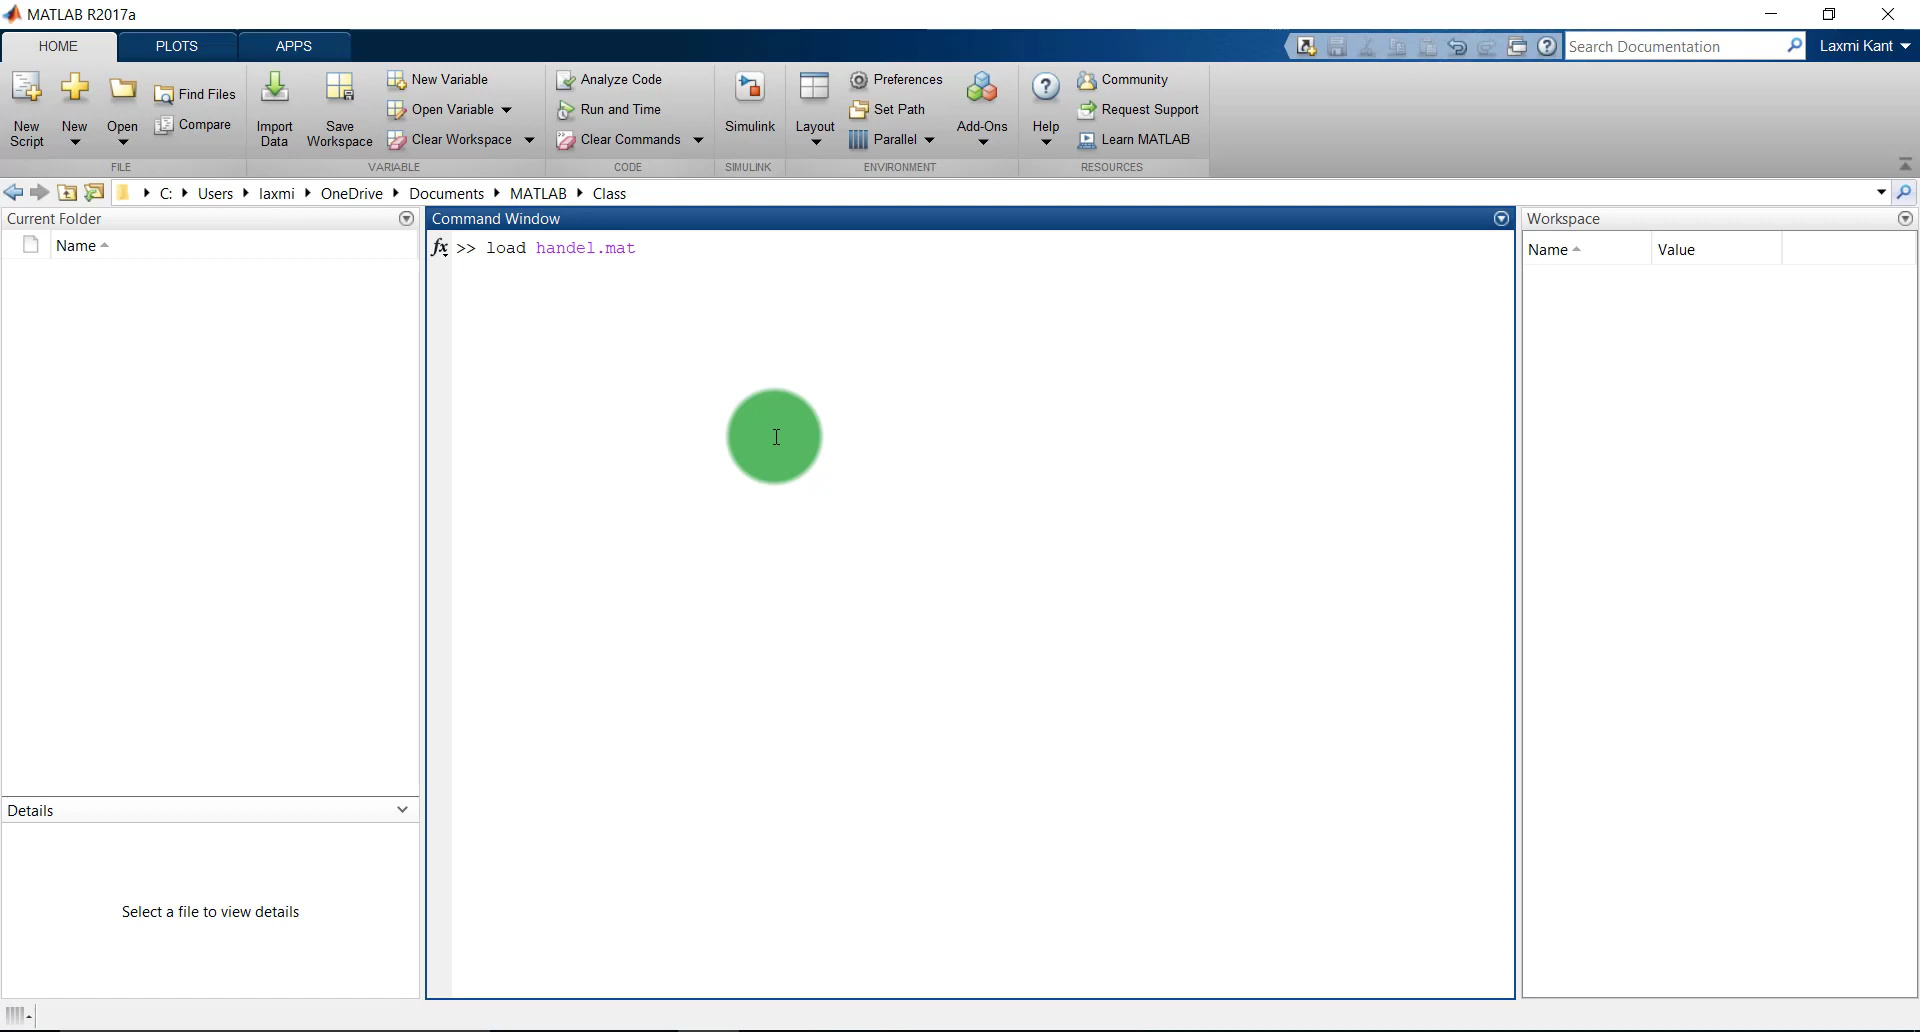 MATLAB R2017a
HOME PLOTS APPS
Search Documentation
Laxmi Kant
New Script
New
Open
Find Files
Compare
FILE
Import Data
Save Workspace
New Variable
Open Variable
Clear Workspace
VARIABLE
Analyze Code
Run and Time
Clear Commands
CODE
Simulink
SIMULINK
Layout
Preferences
Set Path
Parallel
Add-Ons
ENVIRONMENT
Help
Community
Request Support
Learn MATLAB
RESOURCES
C: Users laxmi OneDrive Documents MATLAB Class
Current Folder
Name
Command Window
fx >> load handel.mat
Workspace
Name Value
Details
Select a file to view details